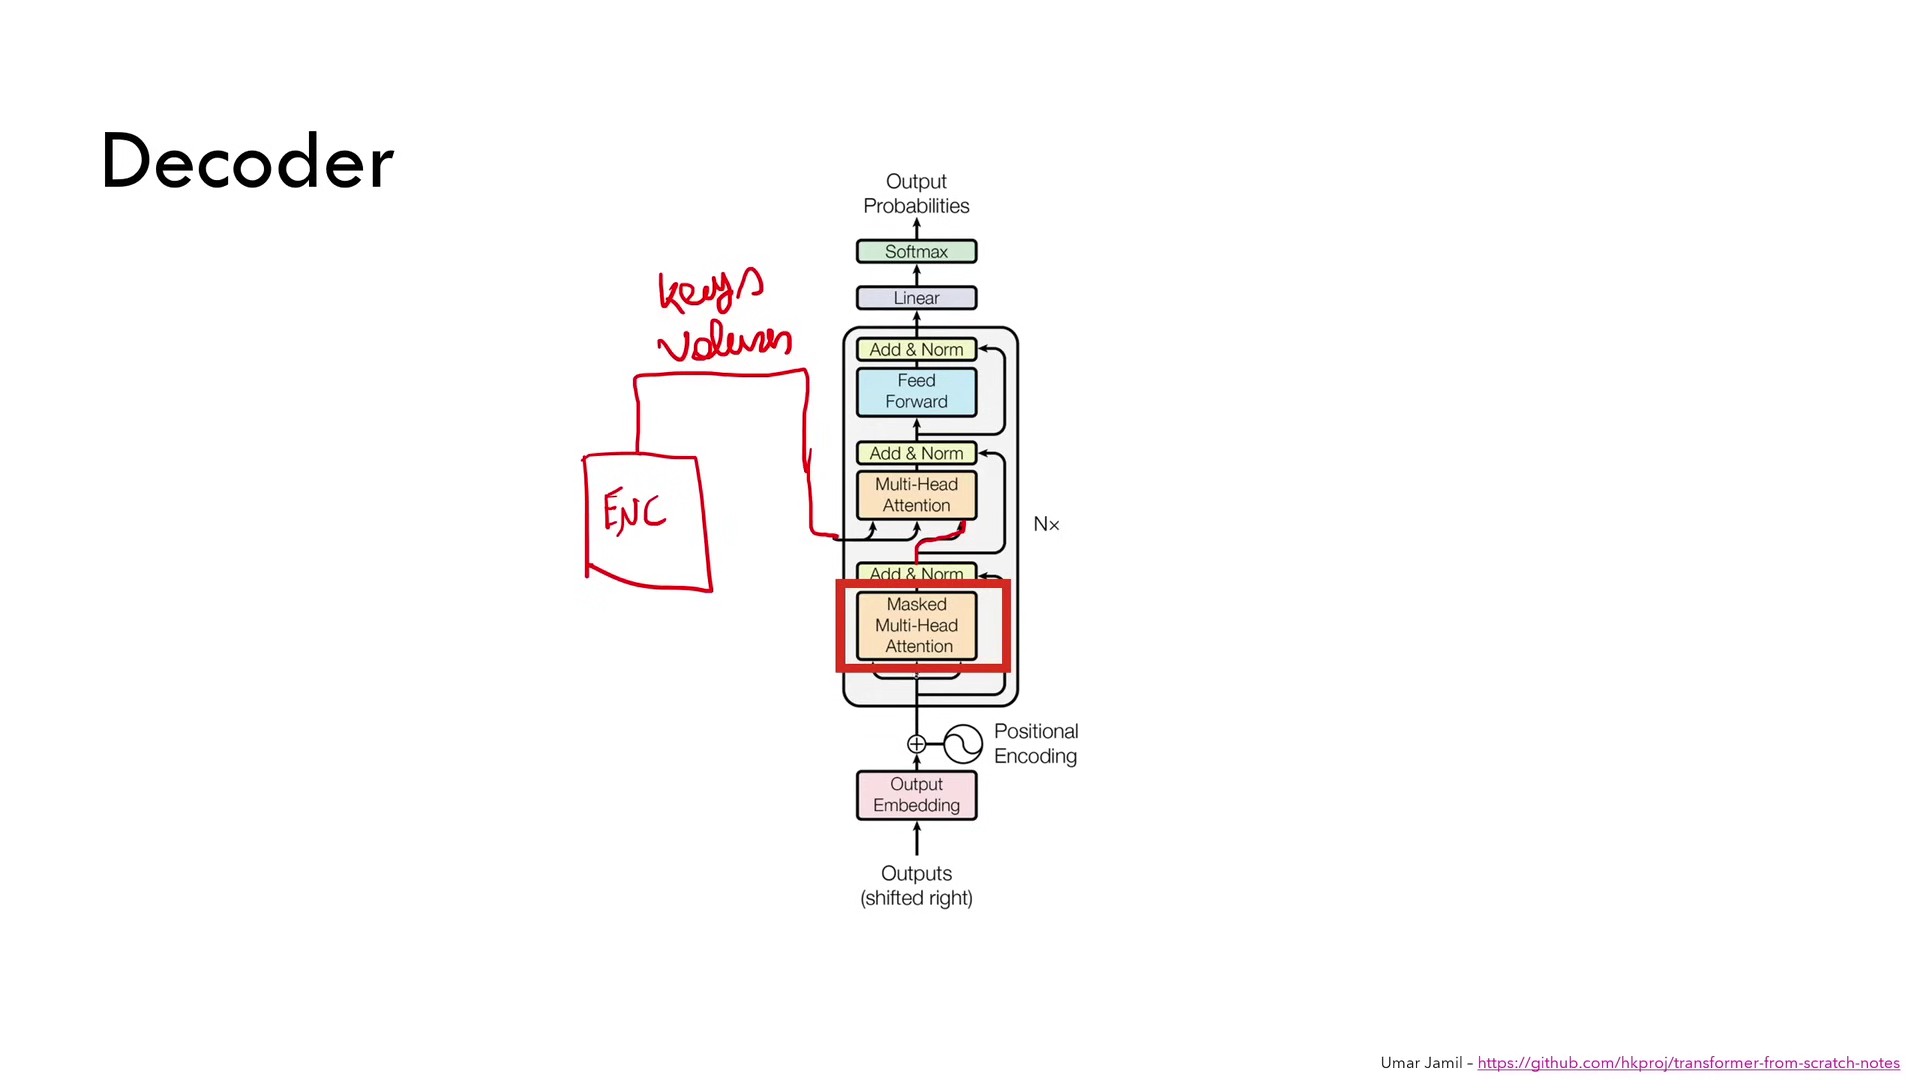 Decoder
Output
Probabilities
Softmax
Linear
keys
values
Add & Norm
Feed
Forward
Add & Norm
Multi-Head
Attention
ENC
Nx
Add & Norm
Masked
Multi-Head
Attention
Positional
Encoding
Output
Embedding
Outputs
(shifted right)
Umar Jamil – https://github.com/hkproj/transformer-from-scratch-notes